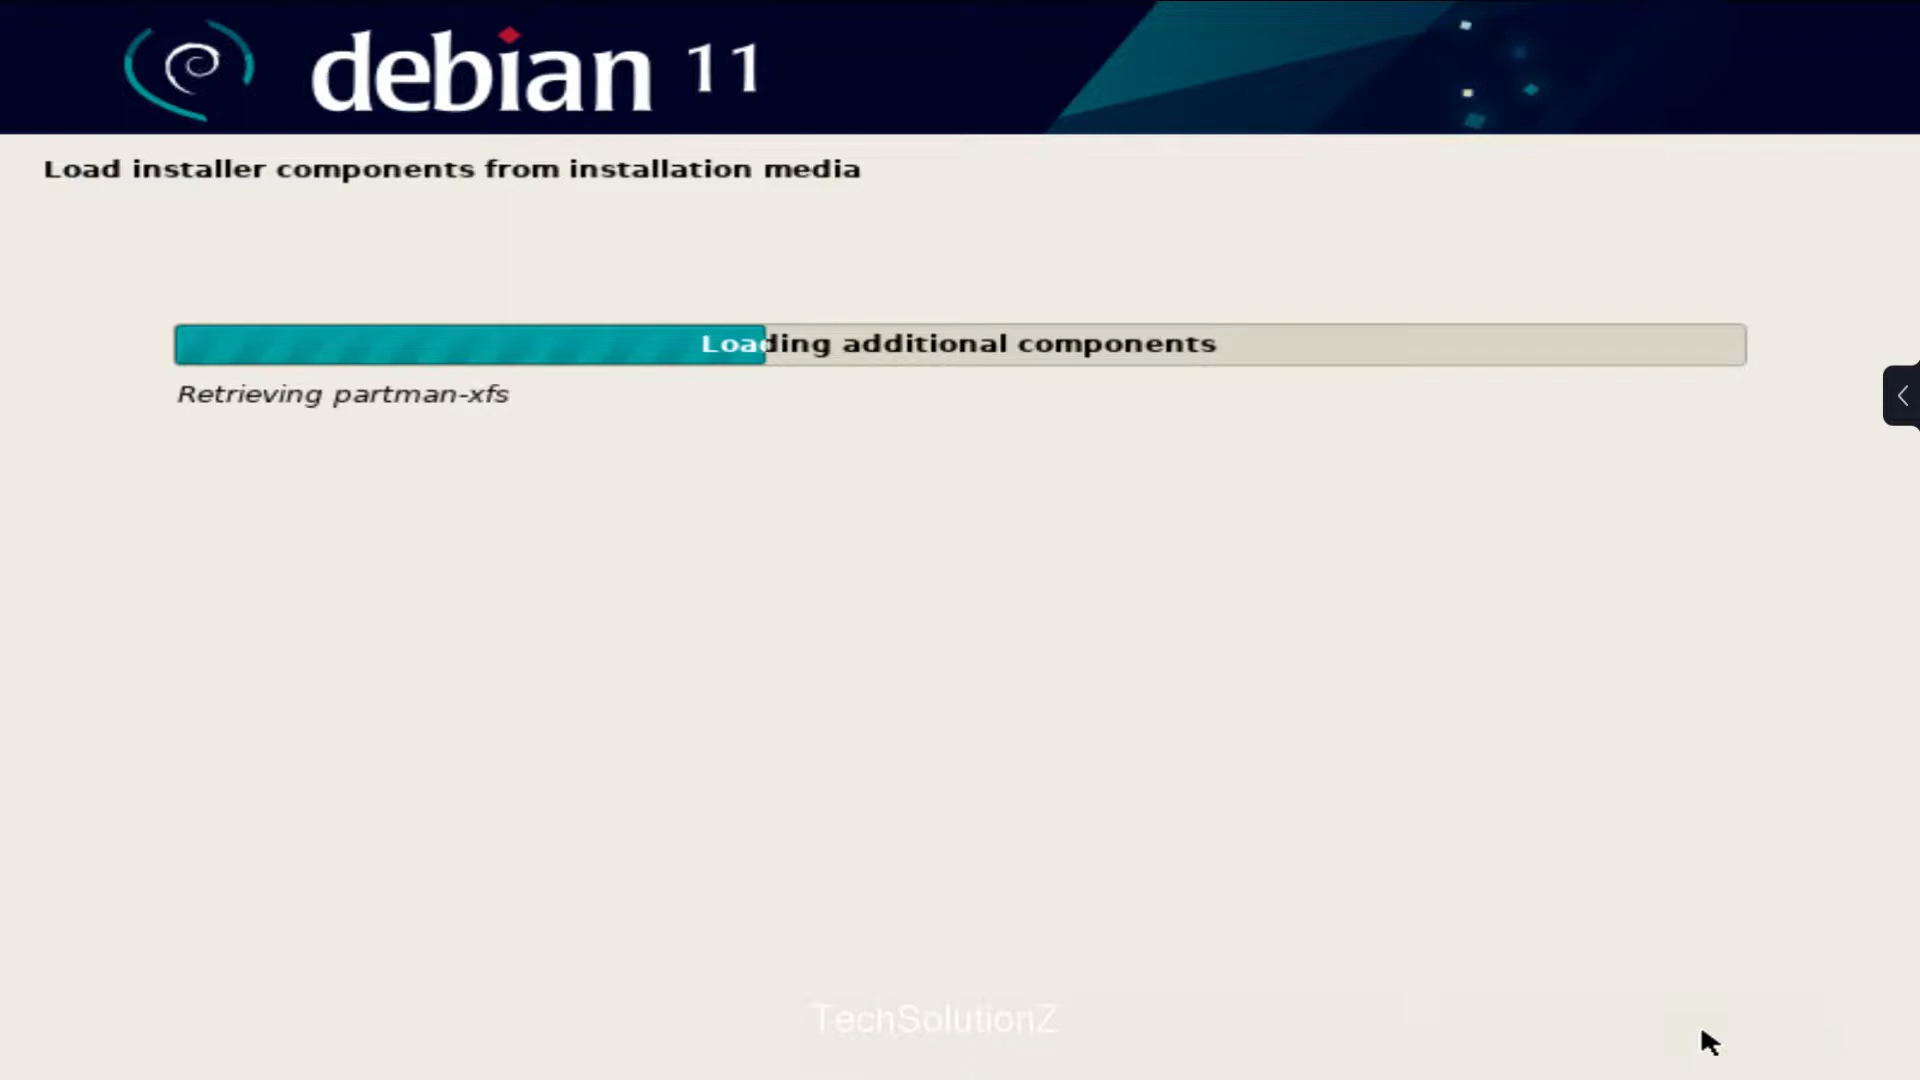 debian 11
Load installer components from installation media
Loading additional components
Retrieving partman-xfs
TechSolutionZ